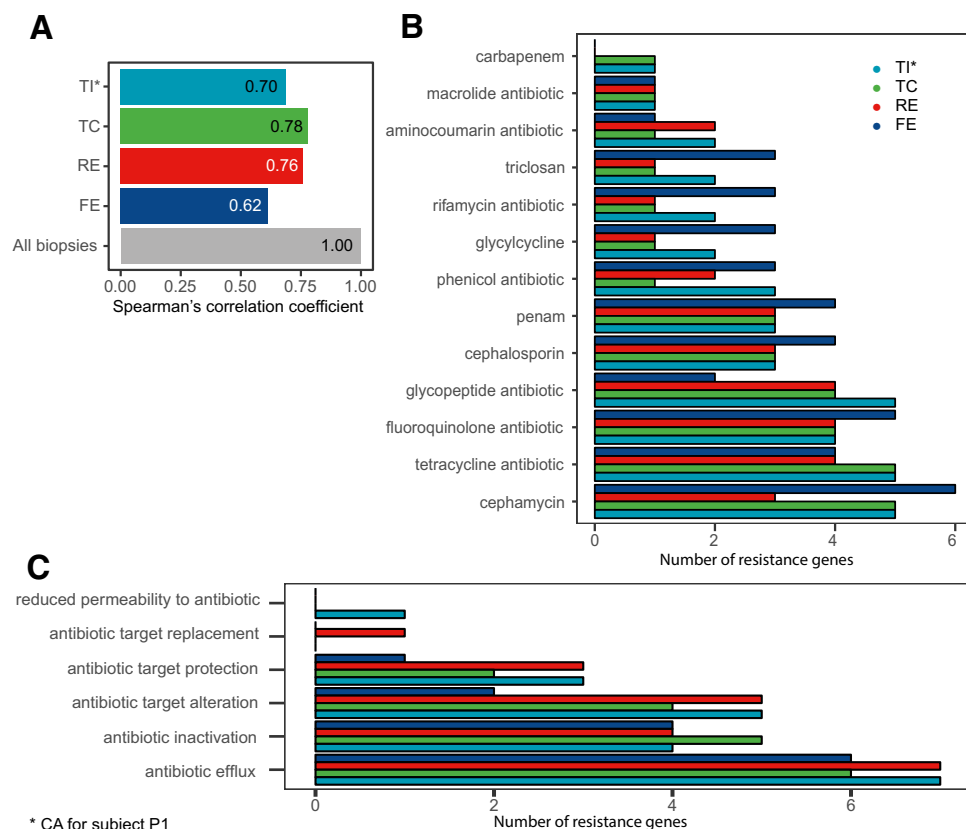 A
TI*
TC
RE
FE
All biopsies
0.70
0.78
0.76
0.62
1.00
0.00 0.25 0.50 0.75 1.00
Spearman's correlation coefficient
B
carbapenem
macrolide antibiotic
aminocoumarin antibiotic
triclosan
rifamycin antibiotic
glycylcycline
phenicol antibiotic
penam
cephalosporin
glycopeptide antibiotic
fluoroquinolone antibiotic
tetracycline antibiotic
cephamycin
TI*
TC
RE
FE
0 2 4 6
Number of resistance genes
C
reduced permeability to antibiotic
antibiotic target replacement
antibiotic target protection
antibiotic target alteration
antibiotic inactivation
antibiotic efflux
0 2 4 6
Number of resistance genes
* CA for subject P1